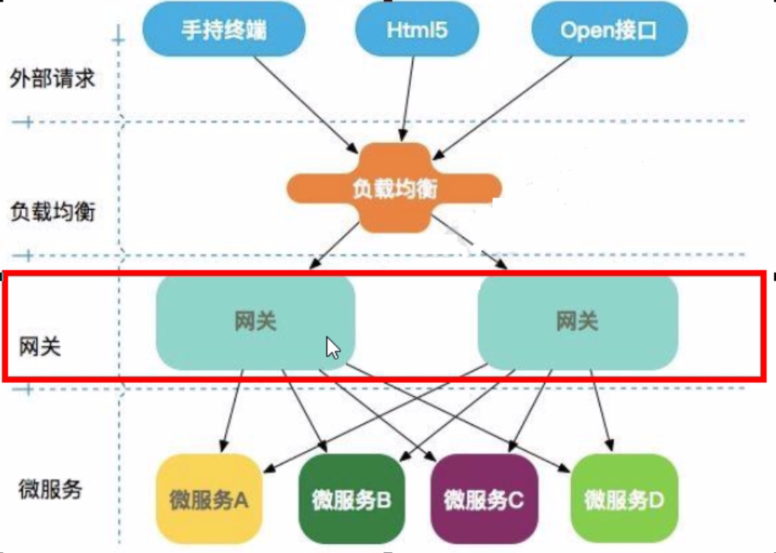 手持终端
Html5
Open接口
外部请求
负载均衡
负载均衡
网关
网关
网关
微服务
微服务A
微服务B
微服务C
微服务D